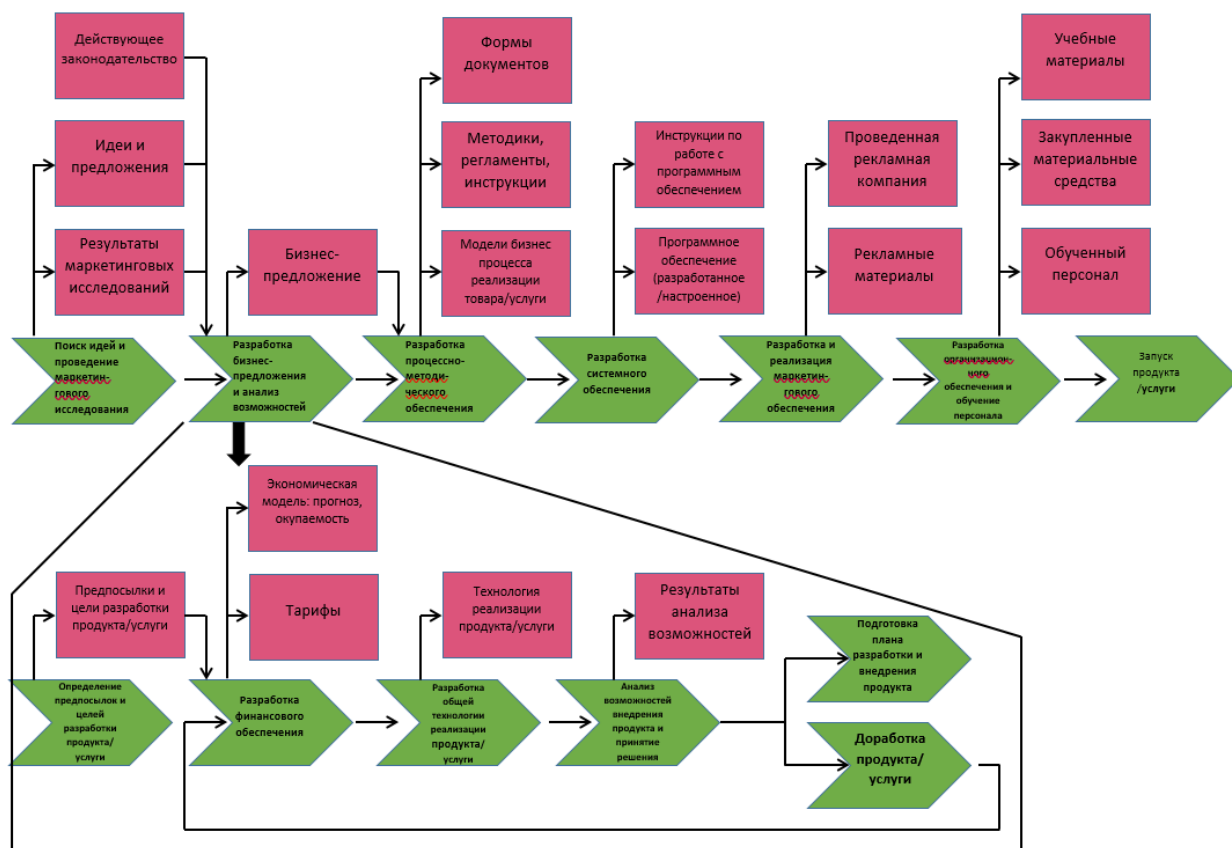 Действующее
законодательство
Идеи и
предложения
Результаты
маркетинговых
исследований
Бизнес-
предложение
Формы
документов
Методики,
регламенты,
инструкции
Модели бизнес
процесса
реализации
товара/услуги
Инструкции по
работе с
программным
обеспечением
Программное
обеспечение
(разработанное
/настроенное)
Проведенная
рекламная
компания
Рекламные
материалы
Учебные
материалы
Закупленные
материальные
средства
Обученный
персонал
Поиск идей и
проведение
маркетин-
гового
исследования
Разработка
бизнес-
предложения
и анализ
возможностей
Разработка
процессно-
методи-
ческого
обеспечения
Разработка
системного
обеспечения
Разработка и
реализация
маркетин-
гового
обеспечения
Разработка
организацион-
ного
обеспечения и
обучение
персонала
Запуск
продукта
/услуги
Экономическая
модель: прогноз,
окупаемость
Предпосылки и
цели разработки
продукта/услуги
Тарифы
Технология
реализации
продукта/услуги
Результаты
анализа
возможностей
Определение
предпосылок и
целей
разработки
продукта/
услуги
Разработка
финансового
обеспечения
Разработка
общей
технологии
реализации
продукта/
услуги
Анализ
возможностей
внедрения
продукта и
принятие
решения
Подготовка
плана
разработки и
внедрения
продукта
Доработка
продукта/
услуги